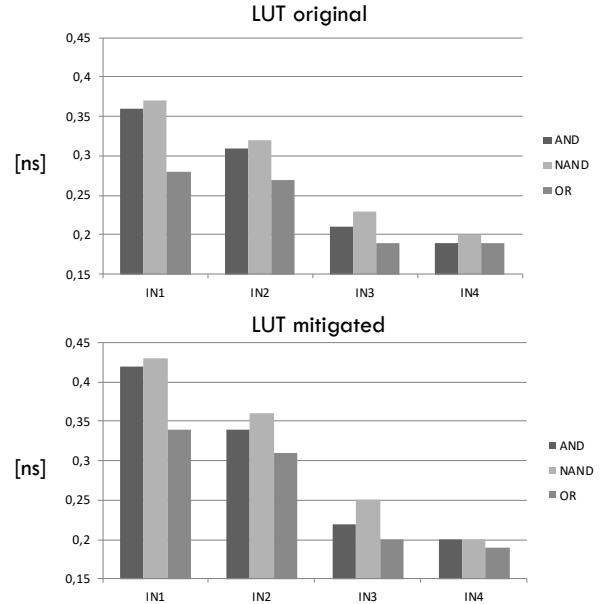 LUT original
0,45
0,4
0,35
0,3
0,25
0,2
0,15
[ns]
IN1 IN2 IN3 IN4
AND
NAND
OR
LUT mitigated
0,45
0,4
0,35
0,3
0,25
0,2
0,15
[ns]
IN1 IN2 IN3 IN4
AND
NAND
OR